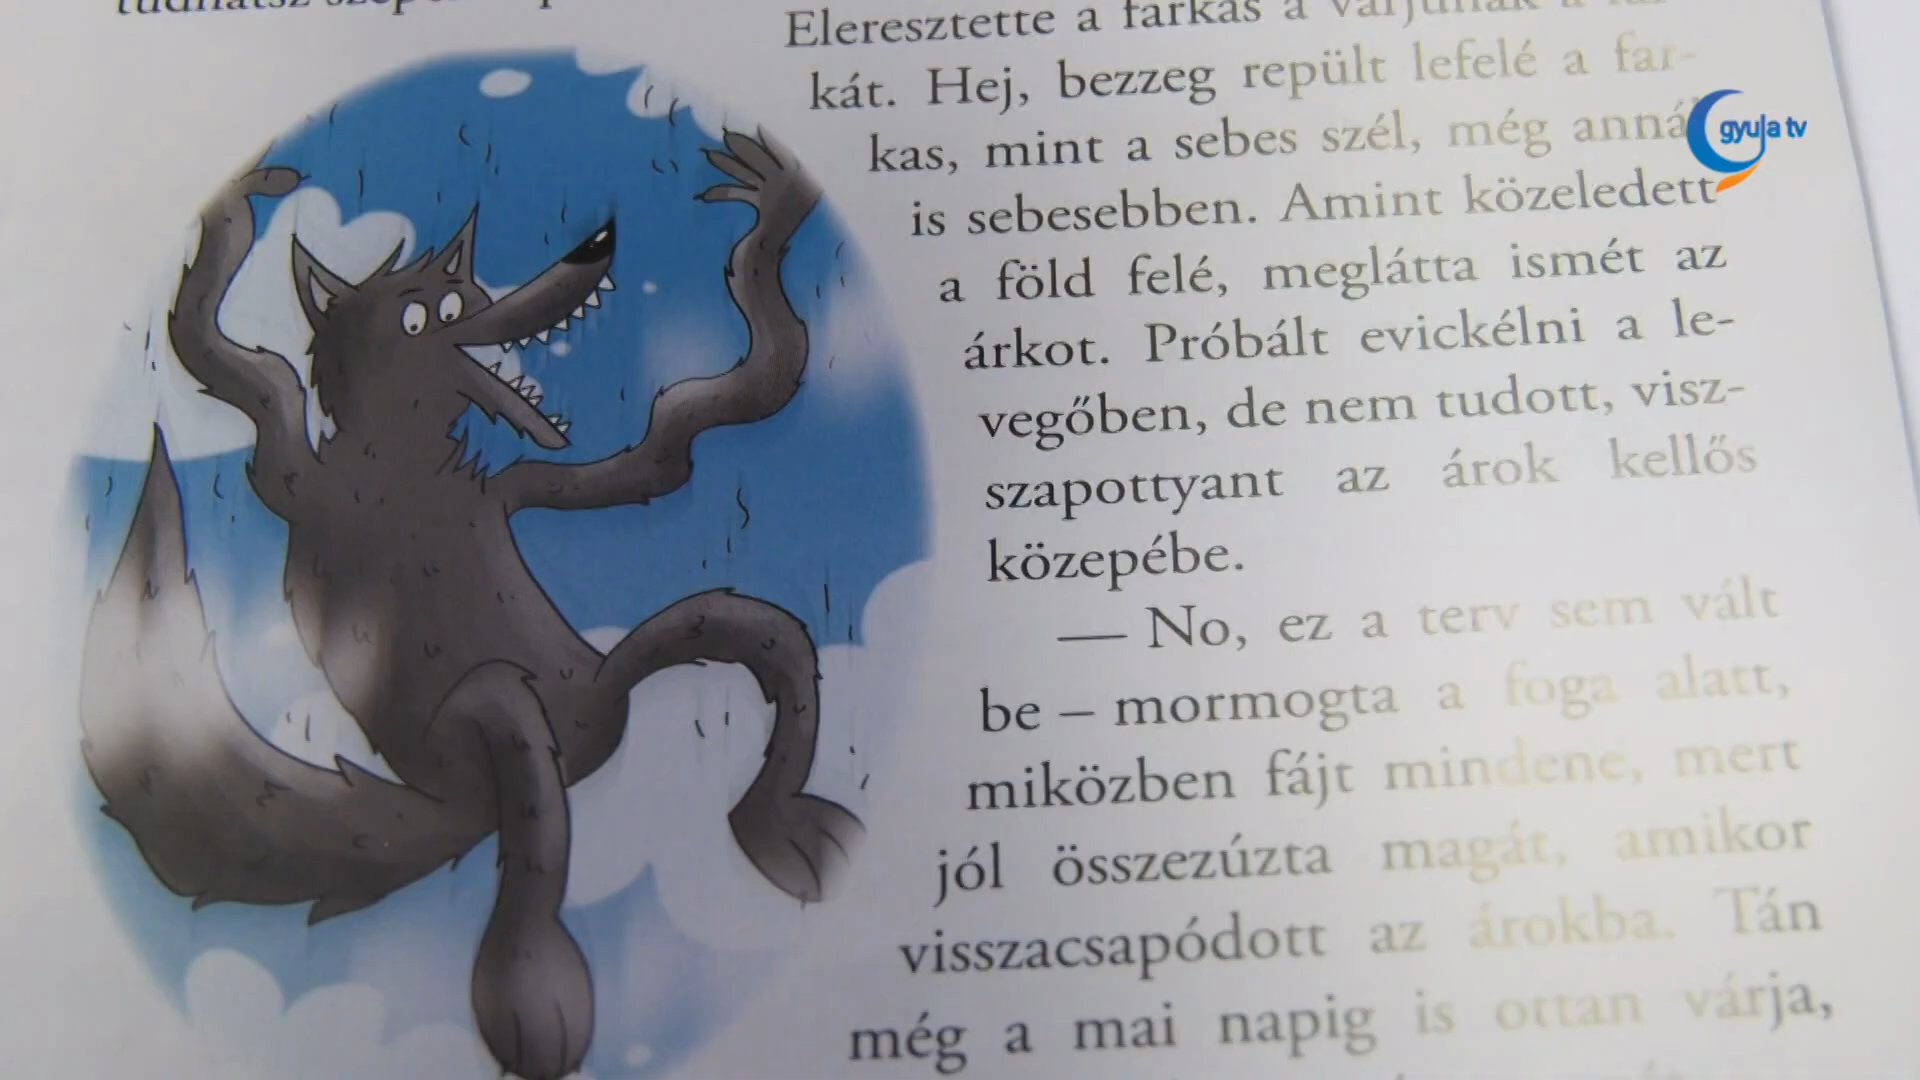 Eleresztette a farkas a varjúnak a far-
kát. Hej, bezzeg repült lefelé a far-
kas, mint a sebes szél, még annál
is sebesebben. Amint közeledett
a föld felé, meglátta ismét az
árkot. Próbált evickélni a le-
vegőben, de nem tudott, visz-
szapottyant az árok kellős
közepébe.
— No, ez a terv sem vált
be – mormogta a foga alatt,
miközben fájt mindene, mert
jól összezúzta magát, amikor
visszacsapódott az árokba. Tán
még a mai napig is ottan várja,
gyula tv